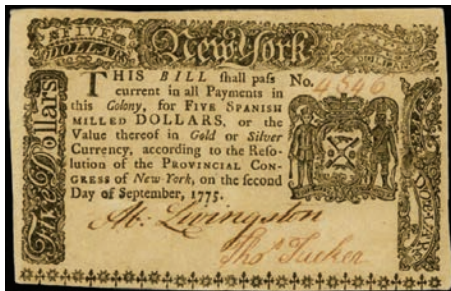 FIVE DOLLARS
New York
THIS BILL shall pass
current in all Payments in
this Colony, for FIVE SPANISH
MILLED DOLLARS, or the
Value thereof in Gold or Silver
Currency, according to the Reso-
lution of the PROVINCIAL CON-
GRESS of New-York, on the second
Day of September, 1775.
No. 4546
Five Dollars
Ab. Livingston
Thos Tucker